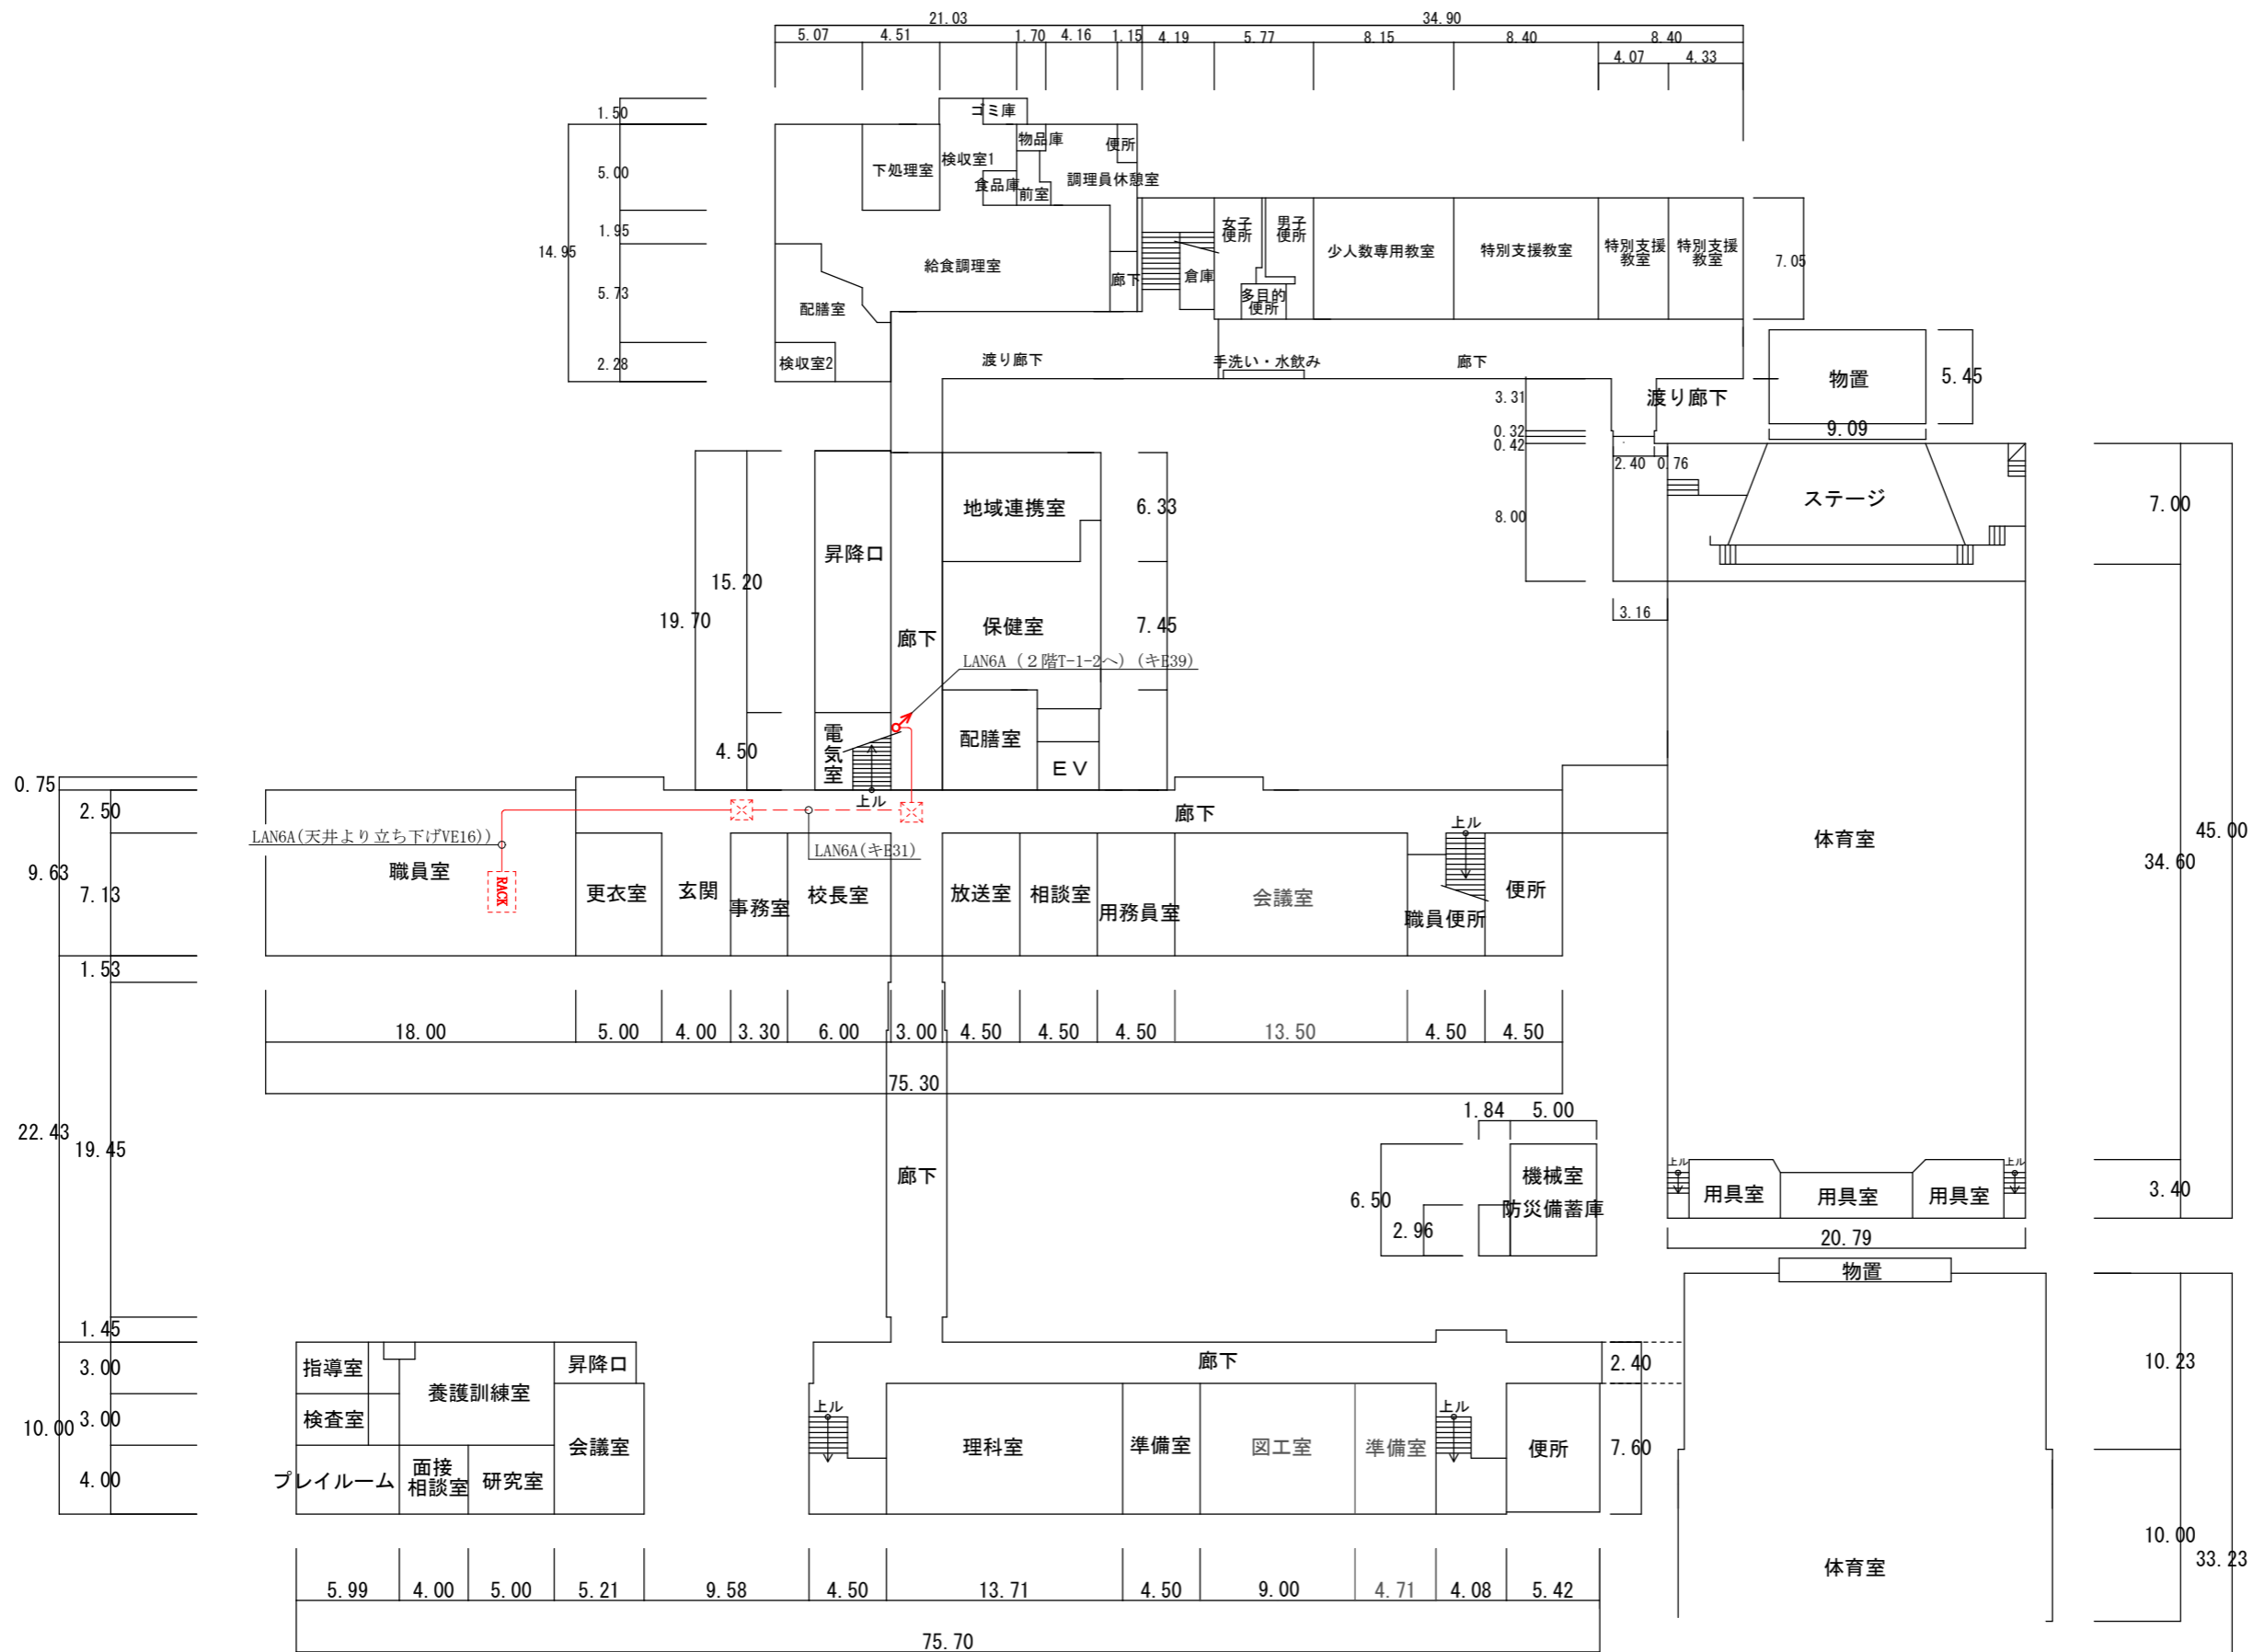 21.03
34.90
5.07
4.51
1.70
4.16
1.15
4.19
5.77
8.15
8.40
8.40
4.07
4.33
1.50
5.00
1.95
14.95
5.73
2.28
ゴミ庫
物品庫
便所
検収室1
下処理室
食品庫
前室
調理員休憩室
給食調理室
廊下
倉庫
配膳室
検収室2
女子
便所
男子
便所
多目的
便所
少人数専用教室
特別支援教室
特別支援
教室
特別支援
教室
7.05
渡り廊下
手洗い・水飲み
廊下
渡り廊下
物置
5.45
9.09
3.31
0.32
0.42
2.40
0.76
8.00
3.16
ステージ
7.00
昇降口
地域連携室
6.33
15.20
19.70
廊下
保健室
7.45
LAN6A（２階T-1-2へ）(キE39)
4.50
電気室
上ル
配膳室
ＥＶ
体育室
34.60
45.00
0.75
2.50
9.63
7.13
1.53
廊下
上ル
LAN6A(天井より立ち下げVE16))
LAN6A(キE31)
職員室
RACK
更衣室
玄関
事務室
校長室
放送室
相談室
用務員室
会議室
職員便所
便所
18.00
5.00
4.00
3.30
6.00
3.00
4.50
4.50
4.50
13.50
4.50
4.50
75.30
22.43
19.45
廊下
1.84
5.00
6.50
2.96
機械室
防災備蓄庫
上ル
用具室
用具室
用具室
上ル
3.40
20.79
物置
1.45
3.00
3.00
10.00
4.00
指導室
検査室
プレイルーム
養護訓練室
面接
相談室
研究室
昇降口
会議室
廊下
2.40
7.60
上ル
理科室
準備室
図工室
準備室
上ル
便所
10.23
10.00
33.23
体育室
5.99
4.00
5.00
5.21
9.58
4.50
13.71
4.50
9.00
4.71
4.08
5.42
75.70